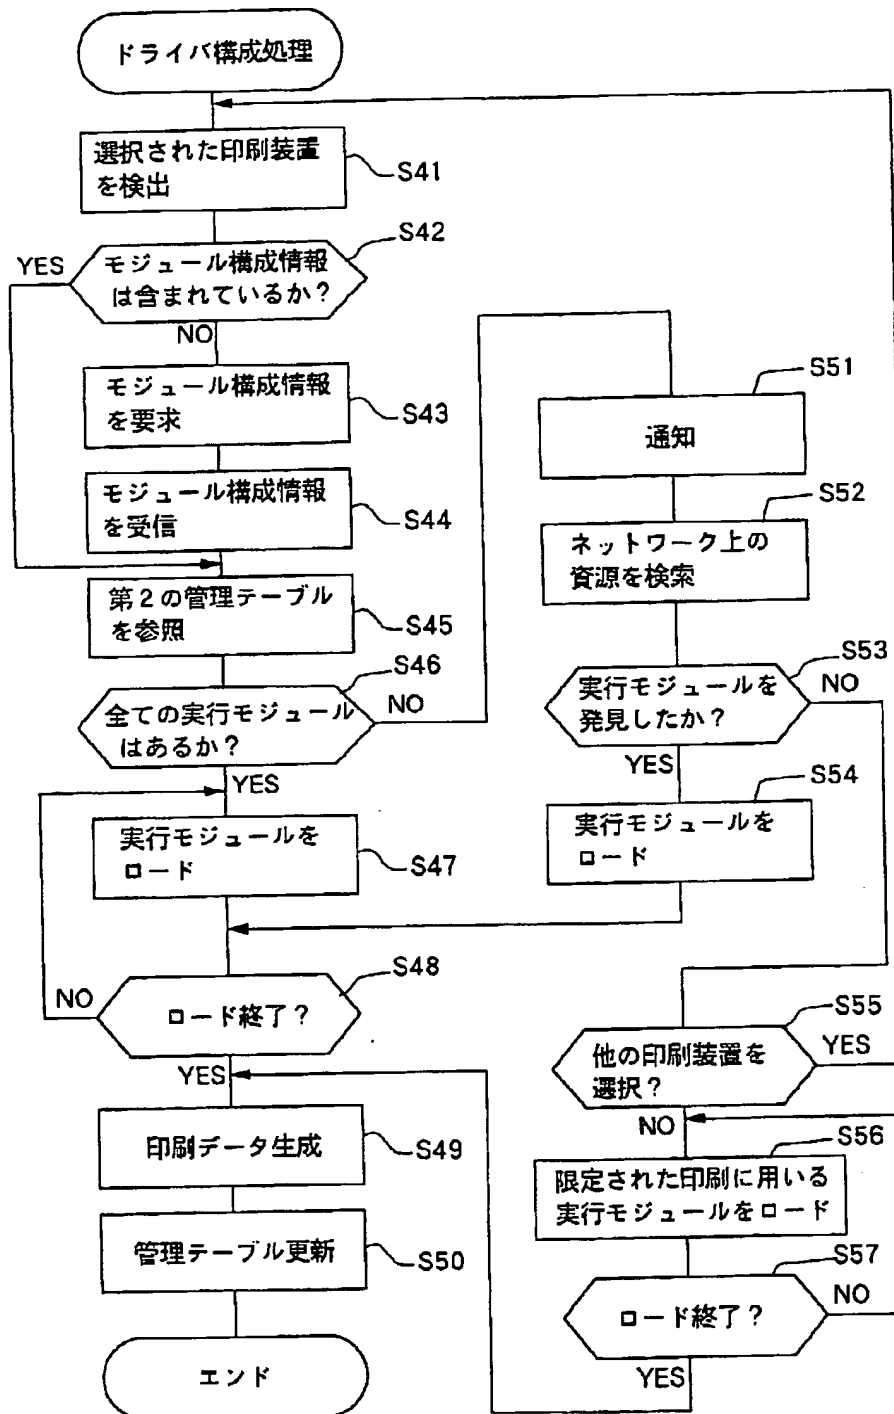 ドライバ構成処理
選択された印刷装置
を検出
S41
S42
YES
モジュール構成情報
は含まれているか？
NO
モジュール構成情報
を要求
S43
モジュール構成情報
を受信
S44
第２の管理テーブル
を参照
S45
S46
全ての実行モジュール
はあるか？
NO
YES
実行モジュールを
ロード
S47
S48
NO
ロード終了？
YES
印刷データ生成
S49
管理テーブル更新
S50
エンド
S51
通知
S52
ネットワーク上の
資源を検索
S53
実行モジュールを
発見したか？
NO
YES
S54
実行モジュールを
ロード
S55
他の印刷装置を
選択？
YES
NO
S56
限定された印刷に用いる
実行モジュールをロード
S57
ロード終了？
NO
YES